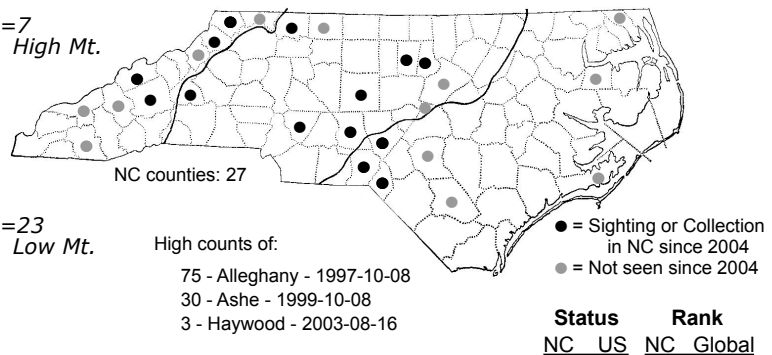 =7
High Mt.
NC counties: 27
=23
Low Mt.
High counts of:
75 - Alleghany - 1997-10-08
30 - Ashe - 1999-10-08
3 - Haywood - 2003-08-16
= Sighting or Collection
in NC since 2004
= Not seen since 2004
Status Rank
NC US NC Global